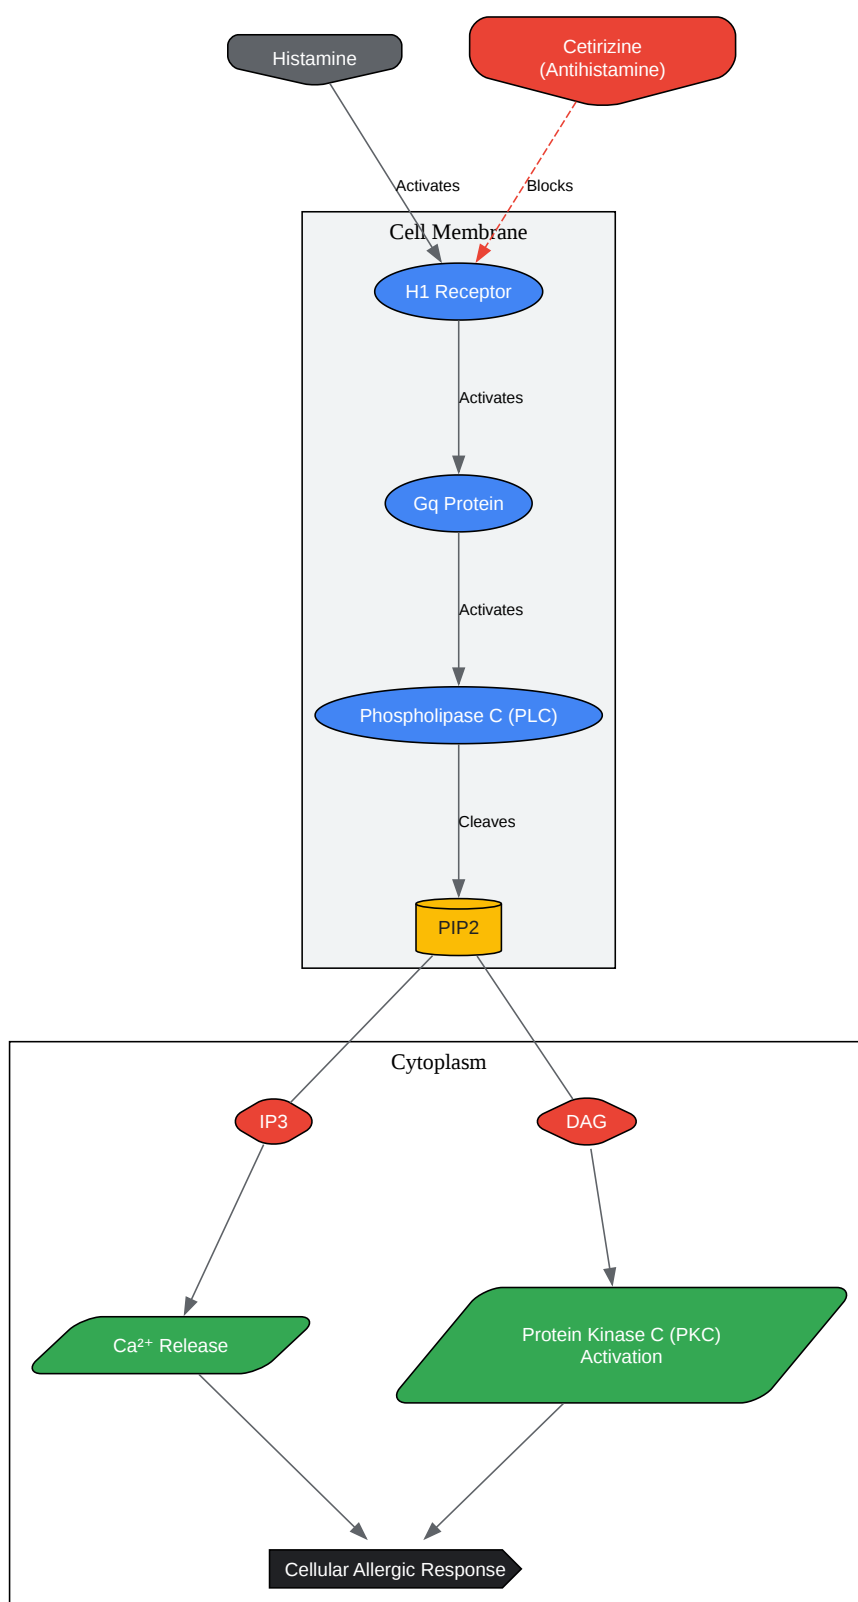 Histamine
Cetirizine
(Antihistamine)
Activates
Blocks
Cell Membrane
H1 Receptor
Activates
Gq Protein
Activates
Phospholipase C (PLC)
Cleaves
PIP2
Cytoplasm
IP3
DAG
Ca²⁺ Release
Protein Kinase C (PKC)
Activation
Cellular Allergic Response